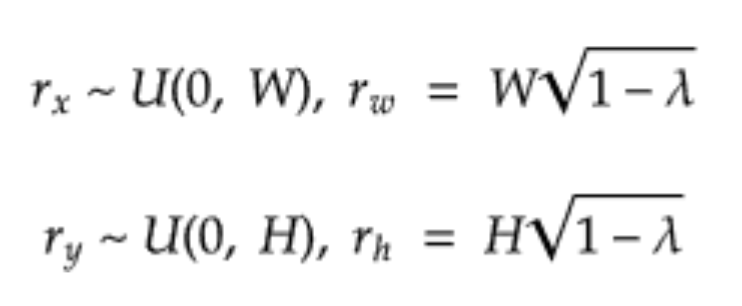 r_x ~ U(0, W), r_w = W√(1 − λ)
r_y ~ U(0, H), r_h = H√(1 − λ)